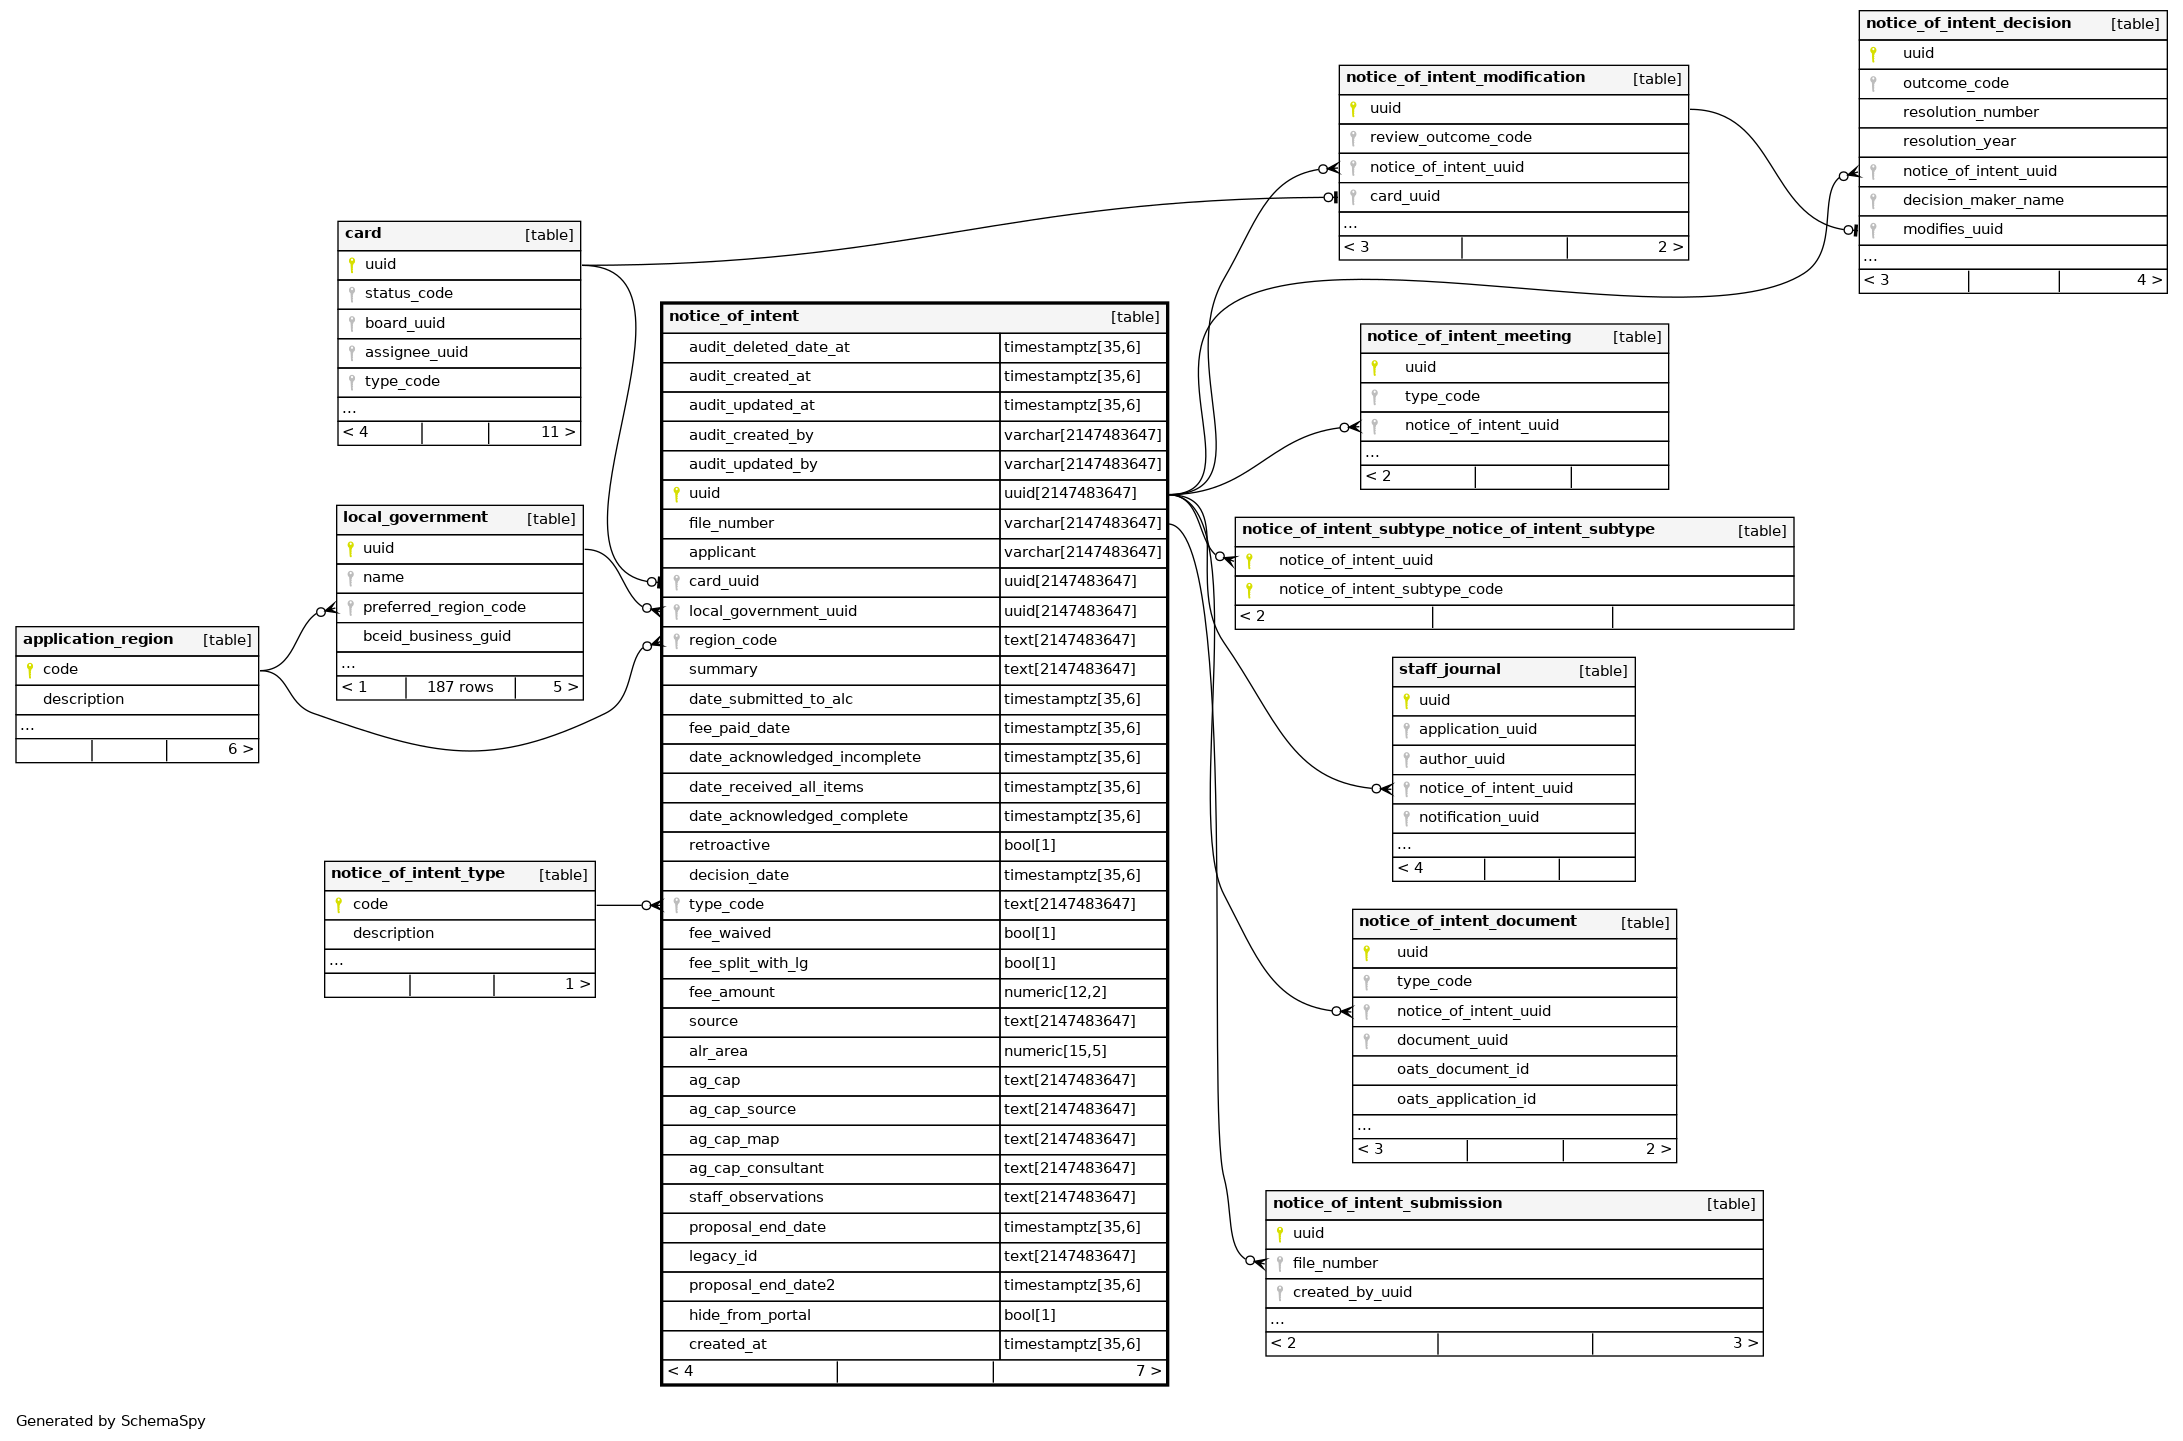 notice_of_intent_decision [table]
uuid
outcome_code
resolution_number
resolution_year
notice_of_intent_uuid
decision_maker_name
modifies_uuid
...
< 3 4 >
notice_of_intent_modification [table]
uuid
review_outcome_code
notice_of_intent_uuid
card_uuid
...
< 3 2 >
card [table]
uuid
status_code
board_uuid
assignee_uuid
type_code
...
< 4 11 >
local_government [table]
uuid
name
preferred_region_code
bceid_business_guid
...
< 1 187 rows 5 >
application_region [table]
code
description
...
6 >
notice_of_intent_type [table]
code
description
...
1 >
notice_of_intent [table]
audit_deleted_date_at timestamptz[35,6]
audit_created_at timestamptz[35,6]
audit_updated_at timestamptz[35,6]
audit_created_by varchar[2147483647]
audit_updated_by varchar[2147483647]
uuid uuid[2147483647]
file_number varchar[2147483647]
applicant varchar[2147483647]
card_uuid uuid[2147483647]
local_government_uuid uuid[2147483647]
region_code text[2147483647]
summary text[2147483647]
date_submitted_to_alc timestamptz[35,6]
fee_paid_date timestamptz[35,6]
date_acknowledged_incomplete timestamptz[35,6]
date_received_all_items timestamptz[35,6]
date_acknowledged_complete timestamptz[35,6]
retroactive bool[1]
decision_date timestamptz[35,6]
type_code text[2147483647]
fee_waived bool[1]
fee_split_with_lg bool[1]
fee_amount numeric[12,2]
source text[2147483647]
alr_area numeric[15,5]
ag_cap text[2147483647]
ag_cap_source text[2147483647]
ag_cap_map text[2147483647]
ag_cap_consultant text[2147483647]
staff_observations text[2147483647]
proposal_end_date timestamptz[35,6]
legacy_id text[2147483647]
proposal_end_date2 timestamptz[35,6]
hide_from_portal bool[1]
created_at timestamptz[35,6]
< 4 7 >
notice_of_intent_meeting [table]
uuid
type_code
notice_of_intent_uuid
...
< 2
notice_of_intent_subtype_notice_of_intent_subtype [table]
notice_of_intent_uuid
notice_of_intent_subtype_code
< 2
staff_journal [table]
uuid
application_uuid
author_uuid
notice_of_intent_uuid
notification_uuid
...
< 4
notice_of_intent_document [table]
uuid
type_code
notice_of_intent_uuid
document_uuid
oats_document_id
oats_application_id
...
< 3 2 >
notice_of_intent_submission [table]
uuid
file_number
created_by_uuid
...
< 2 3 >
Generated by SchemaSpy